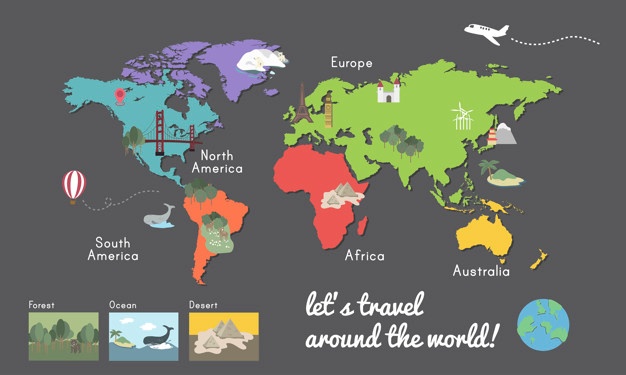 Europe
North
America
South
America
Africa
Australia
Forest
Ocean
Desert
let's travel
around the world!